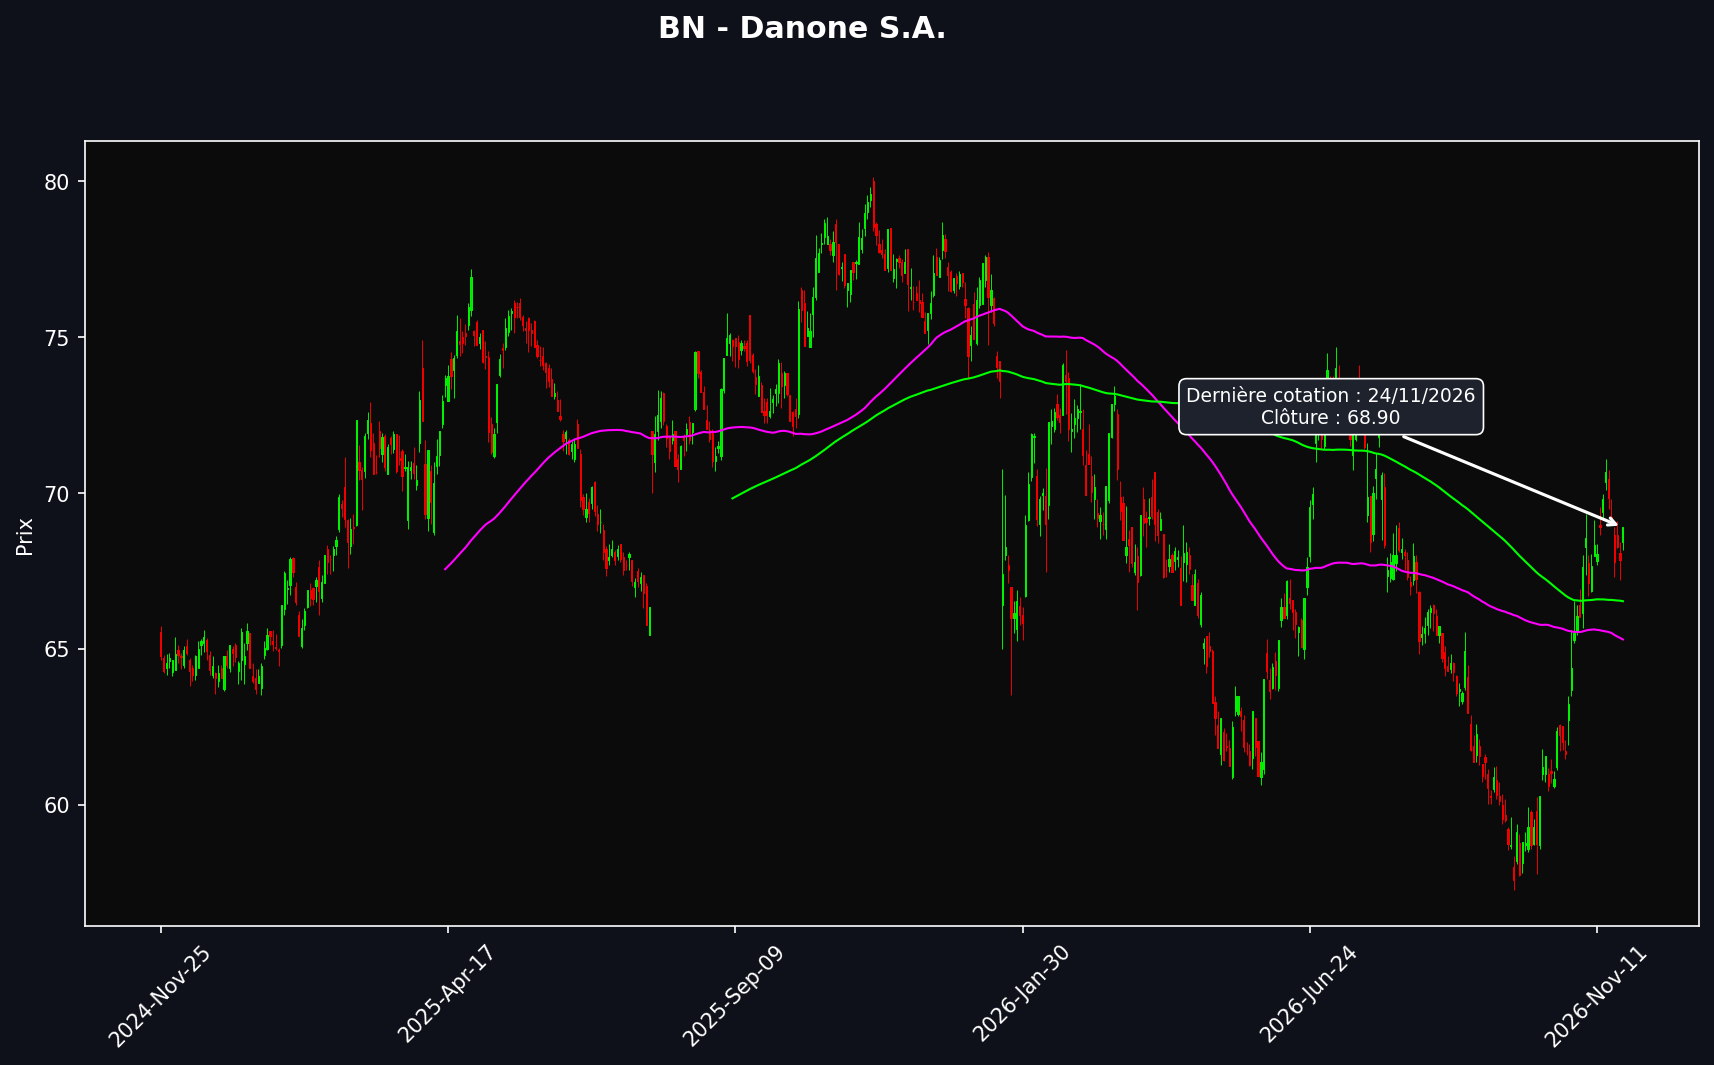 BN - Danone S.A.
80
75
70
65
60
Prix
Dernière cotation : 24/11/2026
Clôture : 68.90
2024-Nov-25
2025-Apr-17
2025-Sep-09
2026-Jan-30
2026-Jun-24
2026-Nov-11